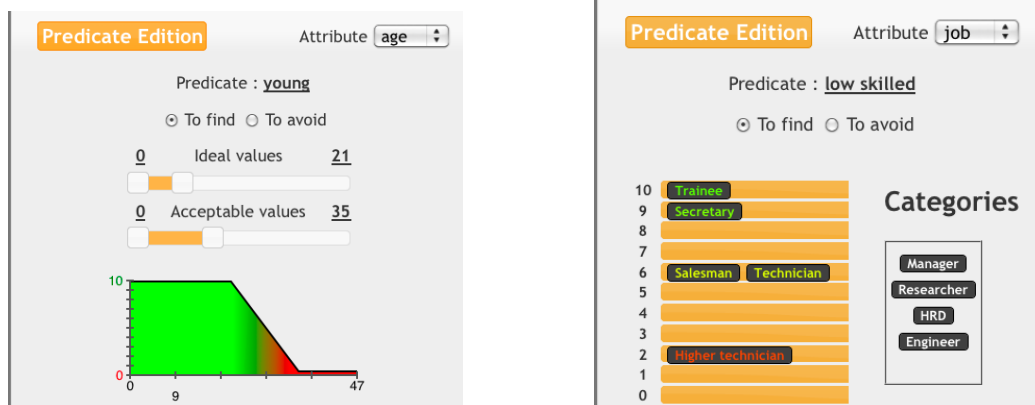 Predicate Edition Attribute age
Predicate : young
To find To avoid
0 Ideal values 21
0 Acceptable values 35
10
0
0 47
9
Predicate Edition Attribute job
Predicate : low skilled
To find To avoid
Categories
10 Trainee
9 Secretary
8
7
6 Salesman Technician
5
4
3
2 Higher technician
1
0
Manager
Researcher
HRD
Engineer